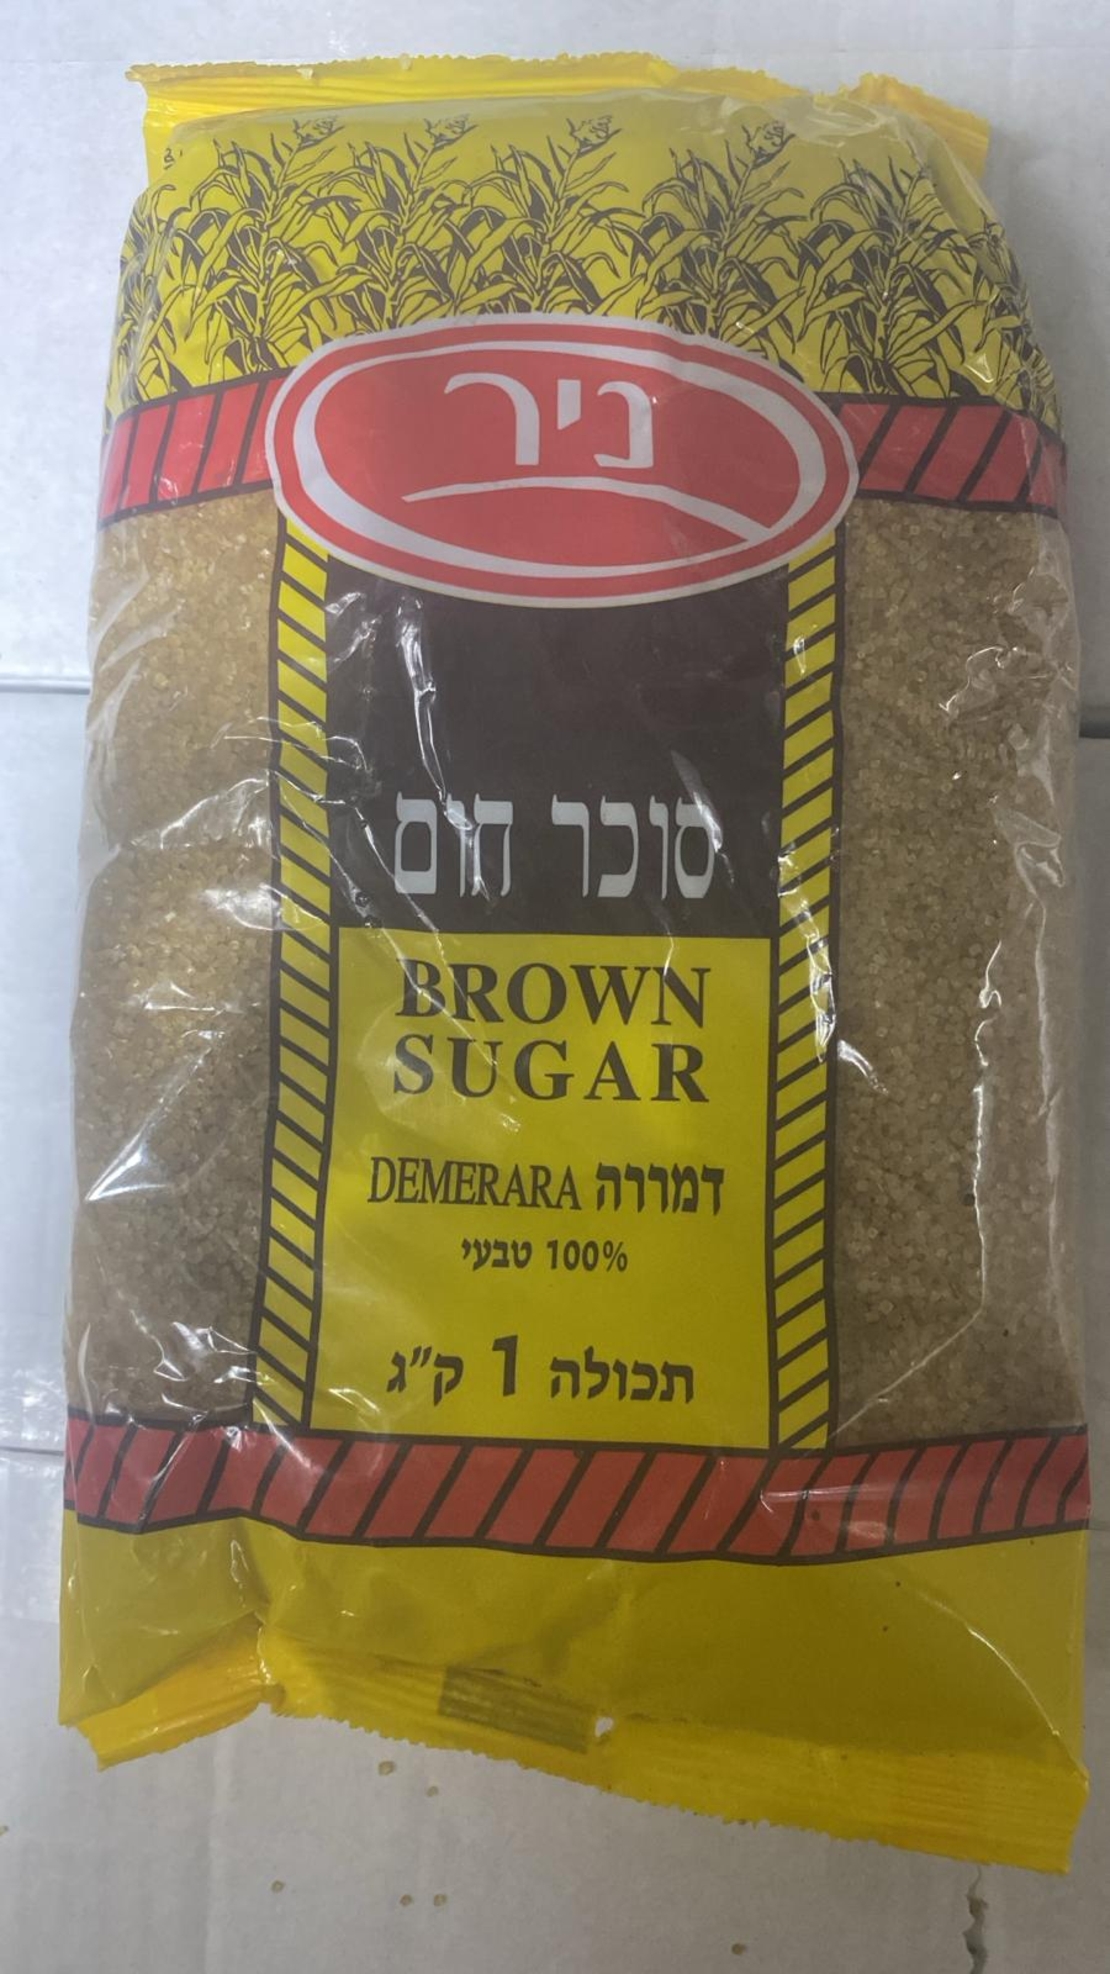 ניר
סוכר חום
BROWN
SUGAR
דמררה DEMERARA
100% טבעי
תכולה 1 ק"ג